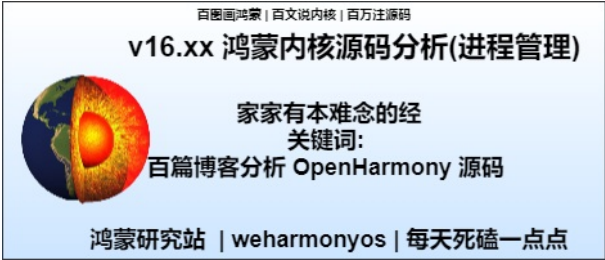 百图画鸿蒙 | 百文说内核 | 百万注源码
v16.xx 鸿蒙内核源码分析(进程管理)
家家有本难念的经
关键词:
百篇博客分析 OpenHarmony 源码
鸿蒙研究站 | weharmonyos | 每天死磕一点点